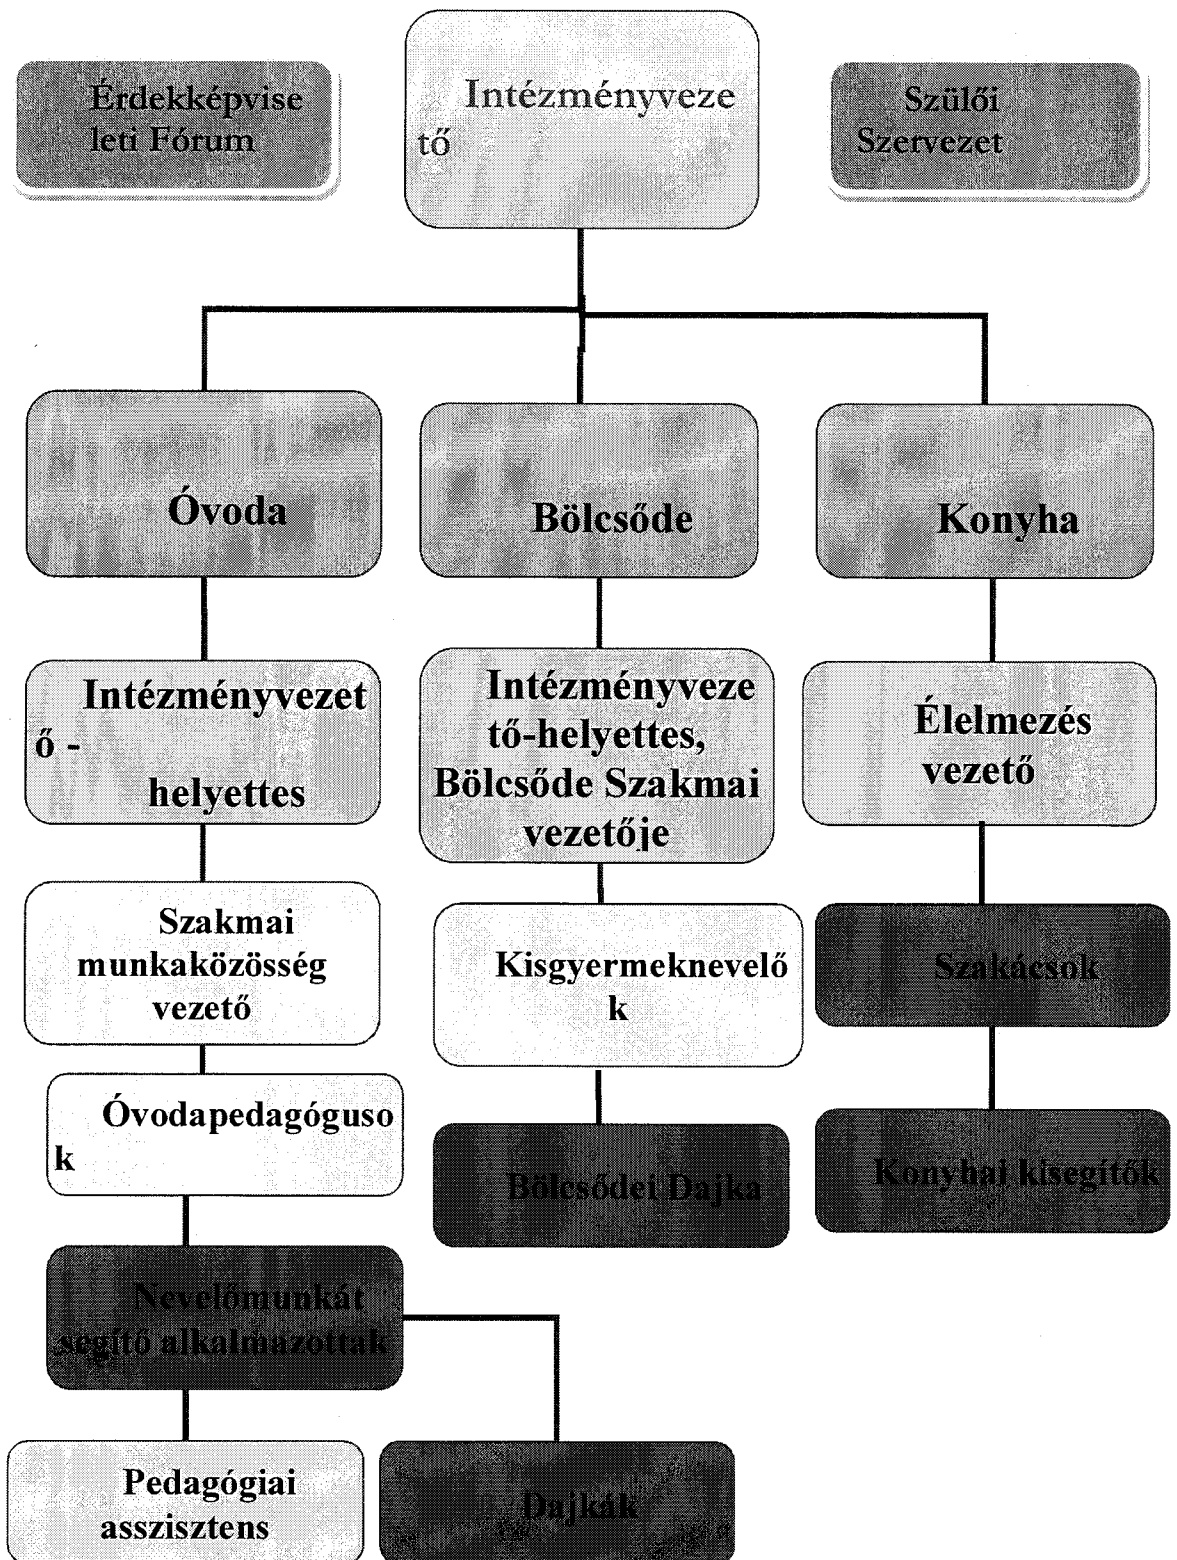 Érdekképvise
leti Fórum
Intézményveze
tő
Szülői
Szervezet
Óvoda
Bölcsőde
Konyha
Intézményvezet
ő -
helyettes
Intézményveze
tő-helyettes,
Bölcsőde Szakmai
vezetője
Élelmezés
vezető
Szakmai
munkaközösség
vezető
Kisgyermeknevelő
k
Szakácsok
Óvodapedagóguso
k
Bölcsődei Dajka
Konyhai kisegítők
Nevelőmunkát
segítő alkalmazottak
Pedagógiai
asszisztens
Dajkák